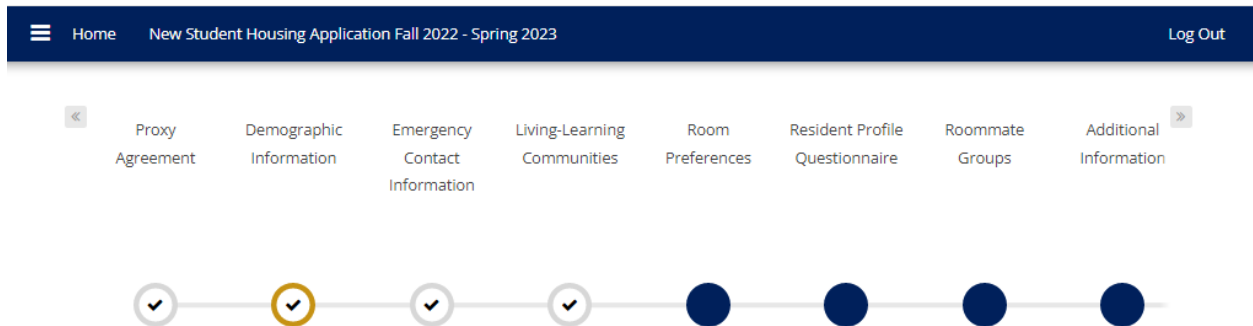 Home New Student Housing Application Fall 2022 - Spring 2023 Log Out
«
Proxy
Agreement
Demographic
Information
Emergency
Contact
Information
Living-Learning
Communities
Room
Preferences
Resident Profile
Questionnaire
Roommate
Groups
Additional
Information
»